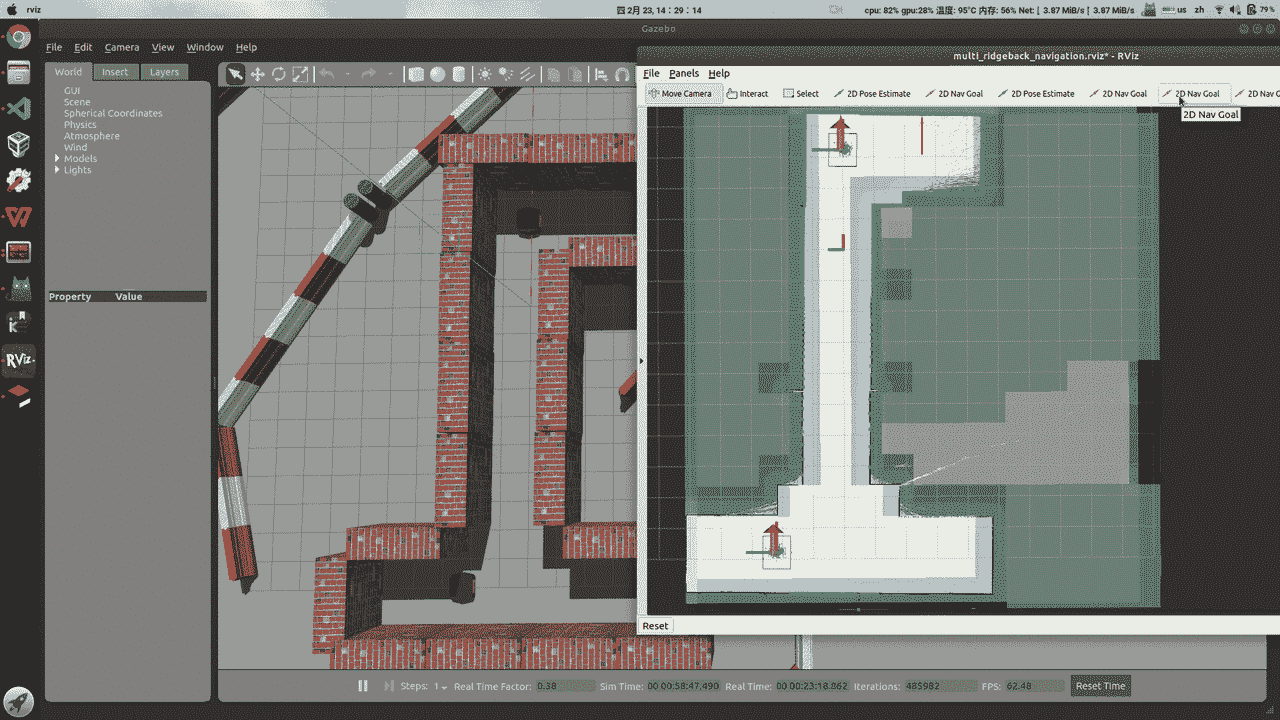 rviz
四 2月 23, 14 : 29 : 14
cpu: 82% gpu:28% 温度: 95°C 内存: 56% Net: [ 3.87 MiB/s ][ 3.87 MiB/s ]
us
zh
79%
Gazebo
File Edit Camera View Window Help
World Insert Layers
GUI
Scene
Spherical Coordinates
Physics
Atmosphere
Wind
Models
Lights
Property Value
RViz
multi_ridgeback_navigation.rviz* - RViz
File Panels Help
Move Camera Interact Select 2D Pose Estimate 2D Nav Goal 2D Pose Estimate 2D Nav Goal 2D Nav Goal 2D Nav G
2D Nav Goal
Reset
Steps: 1 Real Time Factor: 0.38 Sim Time: 00 00:58:47.490 Real Time: 00 00:23:18.862 Iterations: 485982 FPS: 62.48 Reset Time